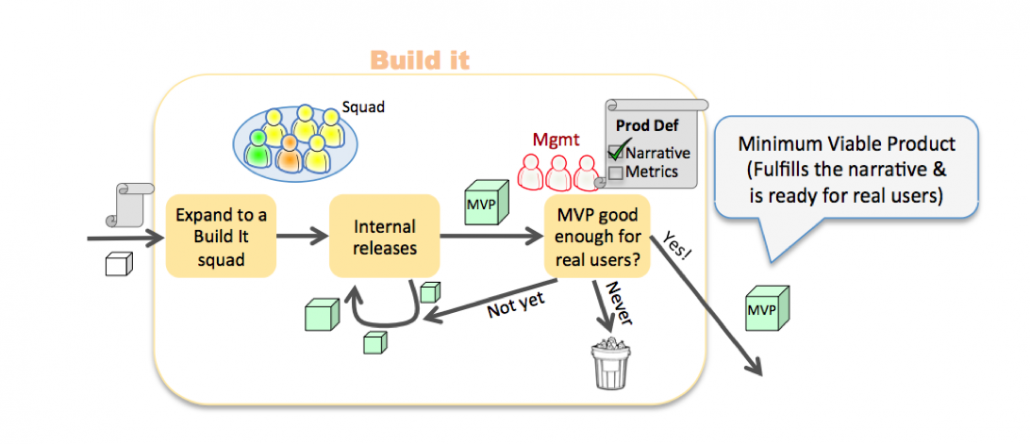 Build it
Squad
Prod Def
Narrative
Metrics
Mgmt
Minimum Viable Product
(Fulfills the narrative &
is ready for real users)
Expand to a
Build It
squad
Internal
releases
MVP
MVP good
enough for
real users?
Yes!
Not yet
Never
MVP